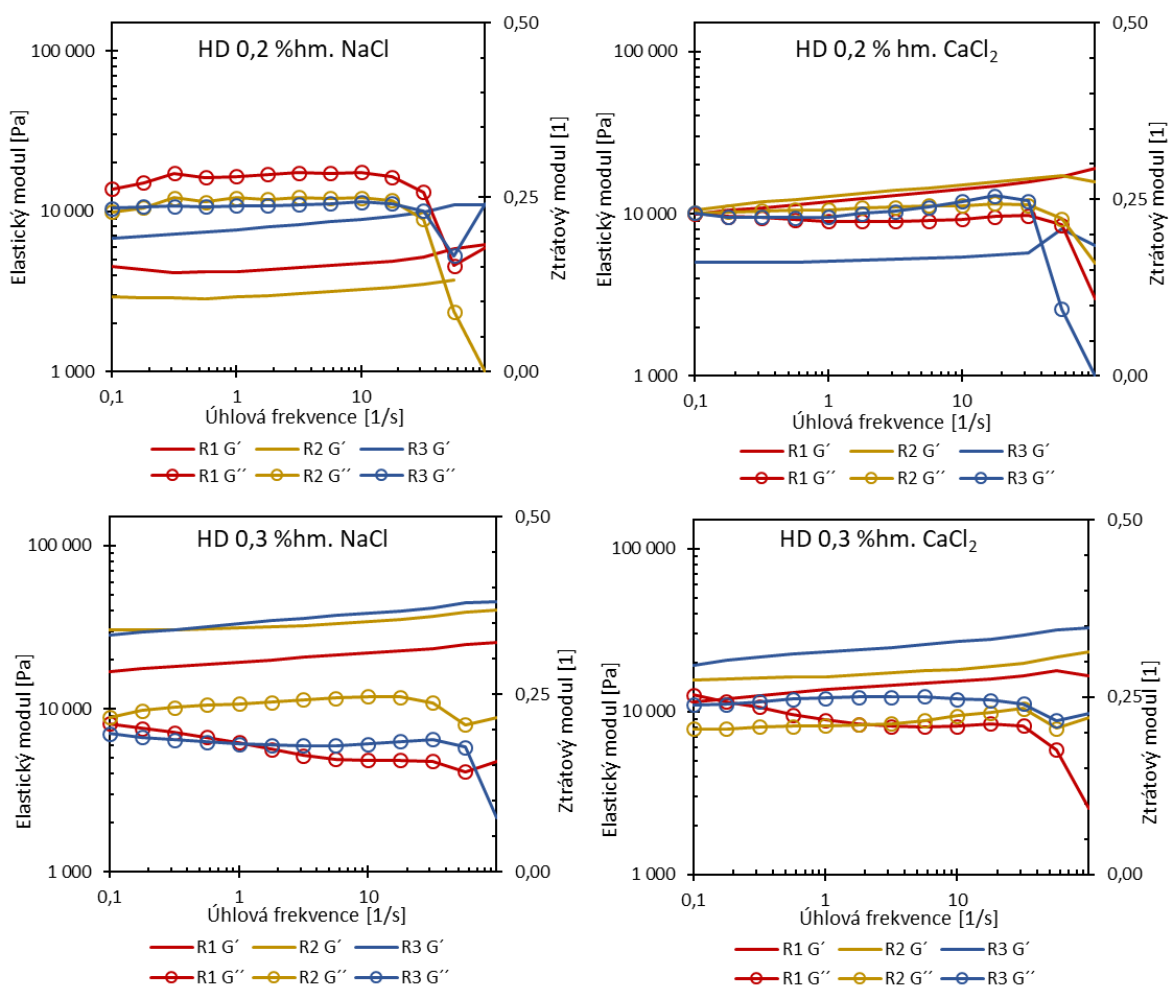 HD 0,2 %hm. NaCl
100 000
10 000
1 000
0,50
0,25
0,00
0,1 1 10
Elastický modul [Pa]
Ztrátový modul [1]
Úhlová frekvence [1/s]
R1 G´ R2 G´ R3 G´
R1 G´´ R2 G´´ R3 G´´
HD 0,2 % hm. CaCl₂
100 000
10 000
1 000
0,50
0,25
0,00
0,1 1 10
Elastický modul [Pa]
Ztrátový modul [1]
Úhlová frekvence [1/s]
R1 G´ R2 G´ R3 G´
R1 G´´ R2 G´´ R3 G´´
HD 0,3 %hm. NaCl
100 000
10 000
1 000
0,50
0,25
0,00
0,1 1 10
Elastický modul [Pa]
Ztrátový modul [1]
Úhlová frekvence [1/s]
R1 G´ R2 G´ R3 G´
R1 G´´ R2 G´´ R3 G´´
HD 0,3 %hm. CaCl₂
100 000
10 000
1 000
0,50
0,25
0,00
0,1 1 10
Elastický modul [Pa]
Ztrátový modul [1]
Úhlová frekvence [1/s]
R1 G´ R2 G´ R3 G´
R1 G´´ R2 G´´ R3 G´´